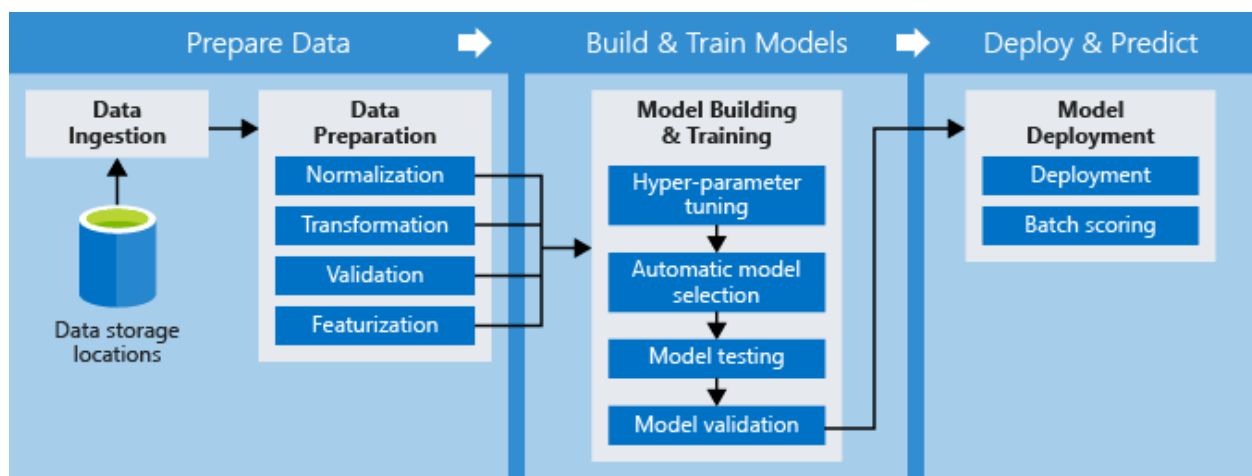 Prepare Data
Build & Train Models
Deploy & Predict
Data
Ingestion
Data storage
locations
Data
Preparation
Normalization
Transformation
Validation
Featurization
Model Building
& Training
Hyper-parameter
tuning
Automatic model
selection
Model testing
Model validation
Model
Deployment
Deployment
Batch scoring